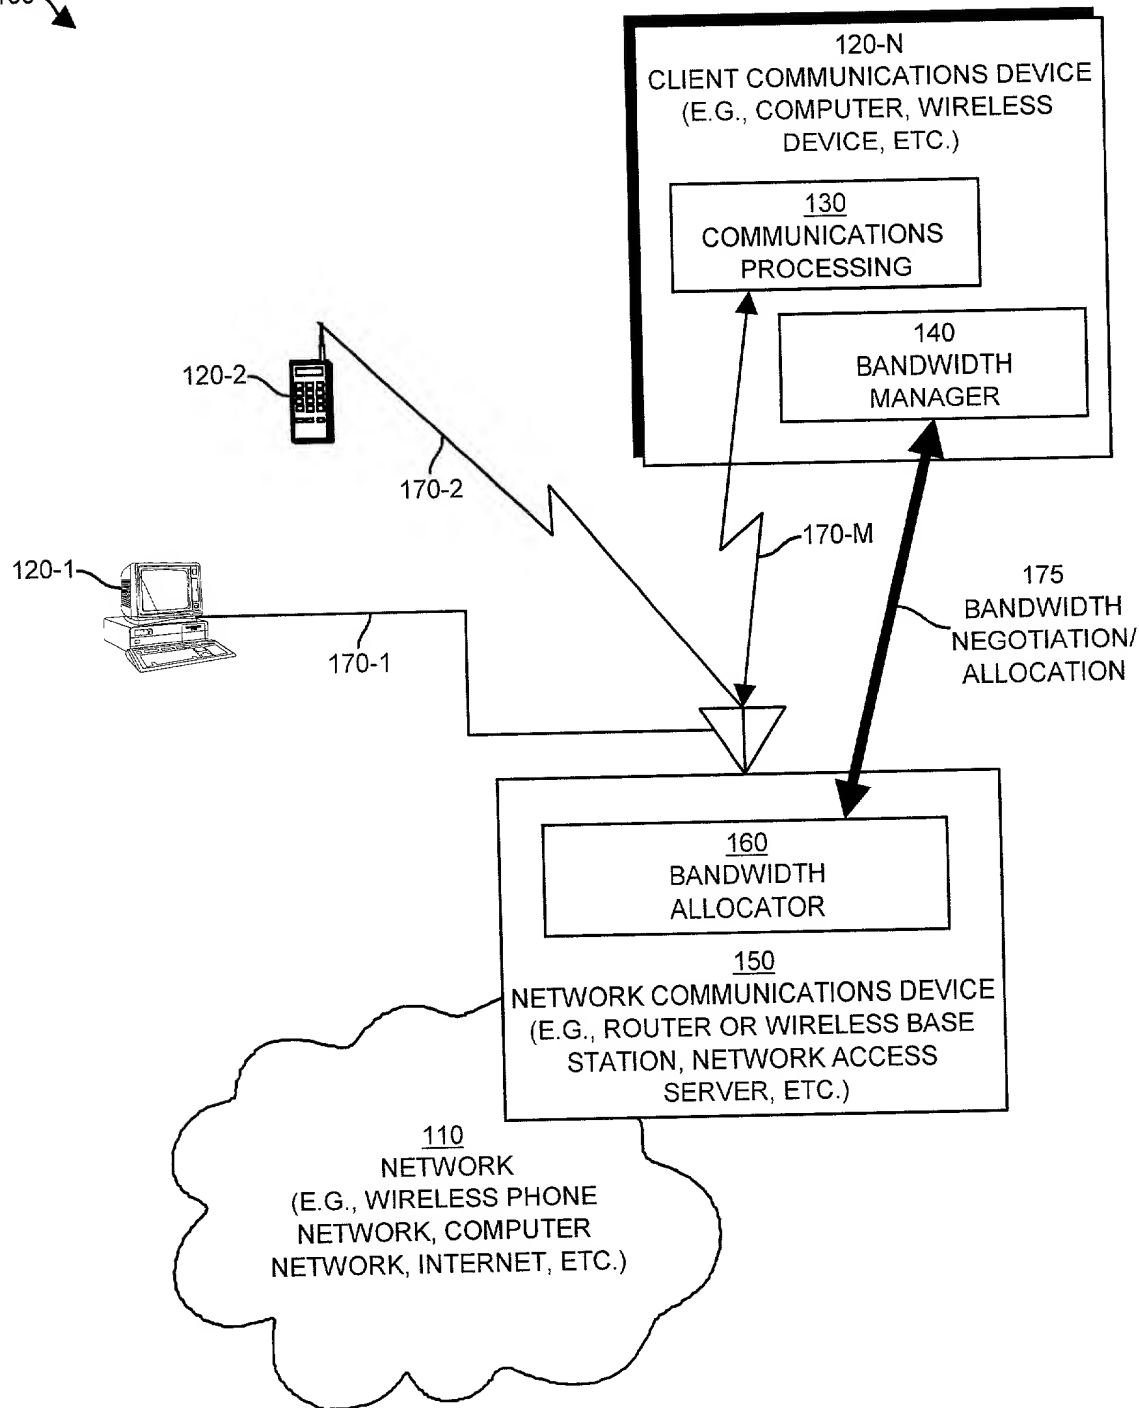 120-N
CLIENT COMMUNICATIONS DEVICE
(E.G., COMPUTER, WIRELESS
DEVICE, ETC.)
130
COMMUNICATIONS
PROCESSING
140
BANDWIDTH
MANAGER
120-2
170-2
170-M
120-1
170-1
175
BANDWIDTH
NEGOTIATION/
ALLOCATION
160
BANDWIDTH
ALLOCATOR
150
NETWORK COMMUNICATIONS DEVICE
(E.G., ROUTER OR WIRELESS BASE
STATION, NETWORK ACCESS
SERVER, ETC.)
110
NETWORK
(E.G., WIRELESS PHONE
NETWORK, COMPUTER
NETWORK, INTERNET, ETC.)